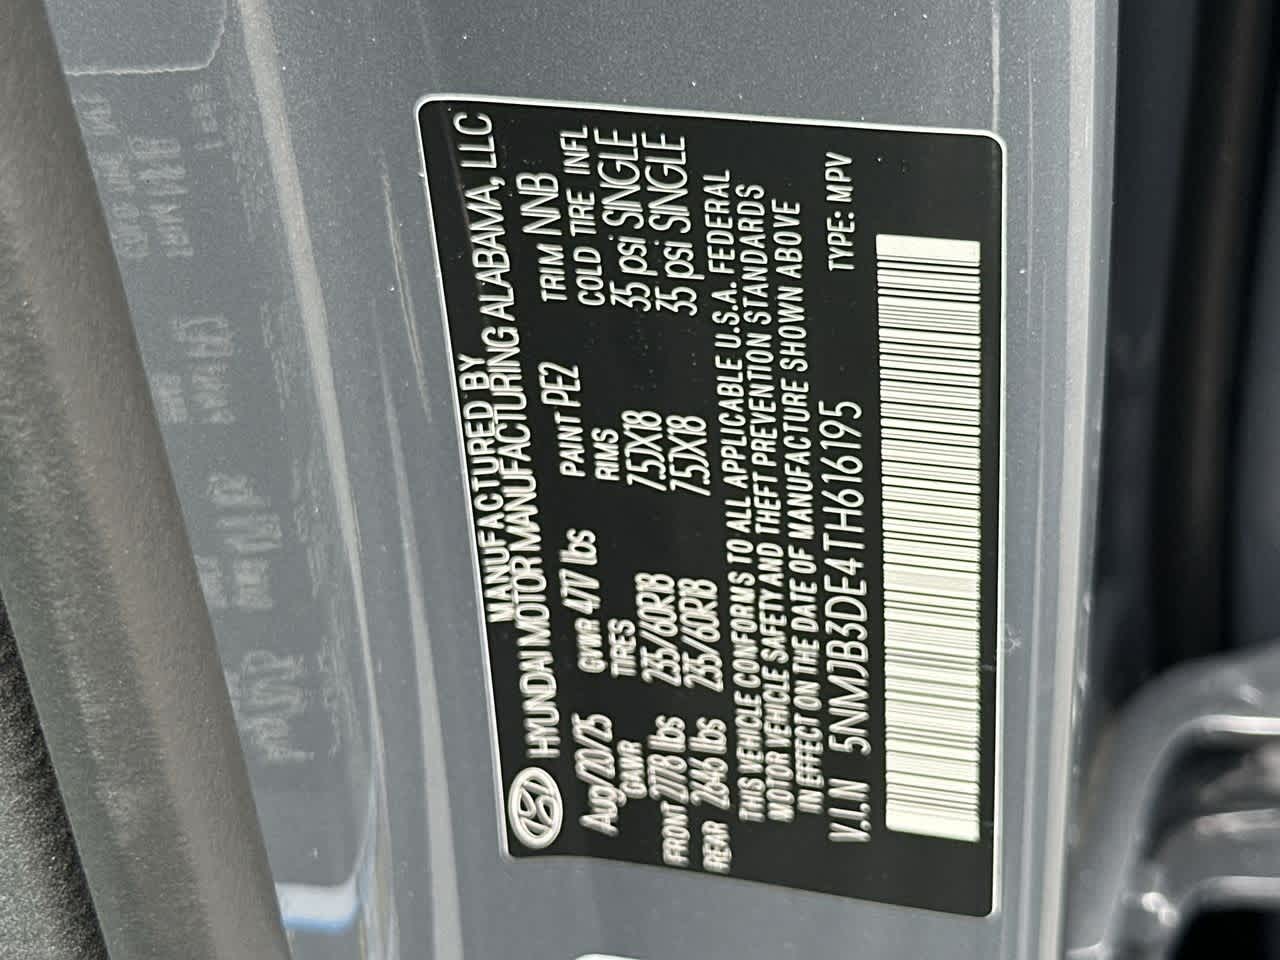 MANUFACTURED BY
HYUNDAI MOTOR MANUFACTURING ALABAMA, LLC
Aug/20/25 GVWR 4717 lbs PAINT PE2 TRIM NNB
GAWR TIRES RIMS COLD TIRE INFL
FRONT 2778 lbs 235/60R18 7.5JX18 35 psi SINGLE
REAR 2646 lbs 235/60R18 7.5JX18 35 psi SINGLE
THIS VEHICLE CONFORMS TO ALL APPLICABLE U.S.A. FEDERAL
MOTOR VEHICLE SAFETY AND THEFT PREVENTION STANDARDS
IN EFFECT ON THE DATE OF MANUFACTURE SHOWN ABOVE
V.I.N 5NMJB3DE4TH616195 TYPE: MPV